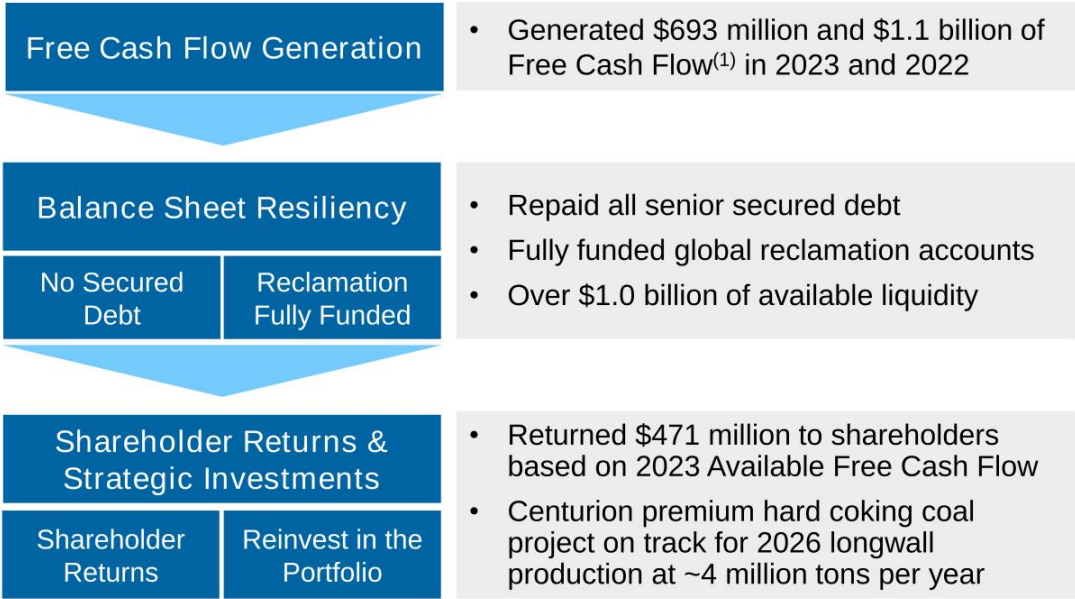 Free Cash Flow Generation
• Generated $693 million and $1.1 billion of
Free Cash Flow(1) in 2023 and 2022
Balance Sheet Resiliency
No Secured
Debt
Reclamation
Fully Funded
• Repaid all senior secured debt
• Fully funded global reclamation accounts
• Over $1.0 billion of available liquidity
Shareholder Returns &
Strategic Investments
Shareholder
Returns
Reinvest in the
Portfolio
• Returned $471 million to shareholders
based on 2023 Available Free Cash Flow
• Centurion premium hard coking coal
project on track for 2026 longwall
production at ~4 million tons per year